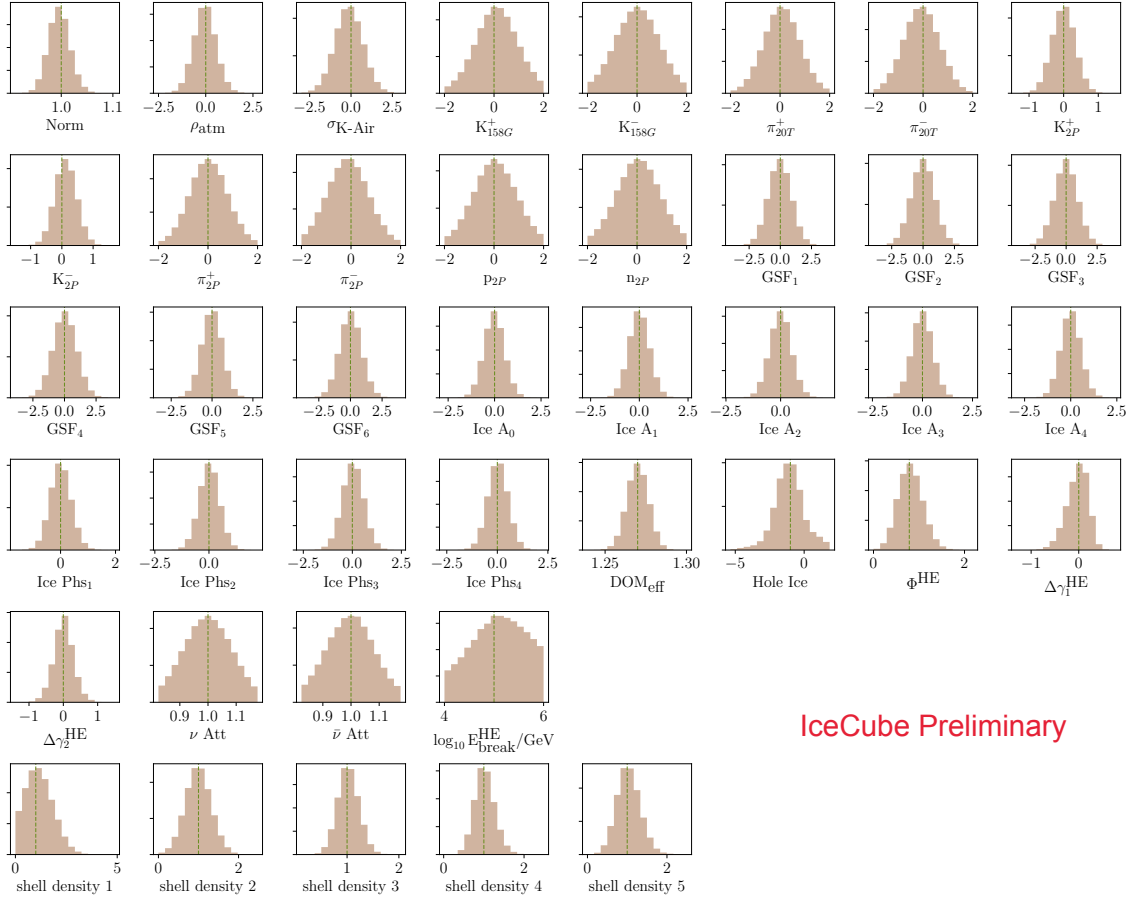 1.0 1.1
Norm
−2.5 0.0 2.5
ρatm
−2.5 0.0 2.5
σK-Air
−2 0 2
K⁺158G
−2 0 2
K⁻158G
−2 0 2
π⁺20T
−2 0 2
π⁻20T
−1 0 1
K⁺2P
−1 0 1
K⁻2P
−2 0 2
π⁺2P
−2 0 2
π⁻2P
−2 0 2
p2P
−2 0 2
n2P
−2.5 0.0 2.5
GSF₁
−2.5 0.0 2.5
GSF₂
−2.5 0.0 2.5
GSF₃
−2.5 0.0 2.5
GSF₄
−2.5 0.0 2.5
GSF₅
−2.5 0.0 2.5
GSF₆
−2.5 0.0 2.5
Ice A₀
−2.5 0.0 2.5
Ice A₁
−2.5 0.0
Ice A₂
−2.5 0.0 2.5
Ice A₃
−2.5 0.0 2.5
Ice A₄
0 2
Ice Phs₁
−2.5 0.0
Ice Phs₂
−2.5 0.0 2.5
Ice Phs₃
−2.5 0.0 2.5
Ice Phs₄
1.25 1.30
DOMeff
−5 0
Hole Ice
0 2
Φᴴᴱ
−1 0
Δγ₁ᴴᴱ
−1 0 1
Δγ₂ᴴᴱ
0.9 1.0 1.1
ν Att
0.9 1.0 1.1
ν̄ Att
4 6
log₁₀ Eᴴᴱbreak/GeV
IceCube Preliminary
0 5
shell density 1
0 2
shell density 2
1 2
shell density 3
0 2
shell density 4
0 2
shell density 5